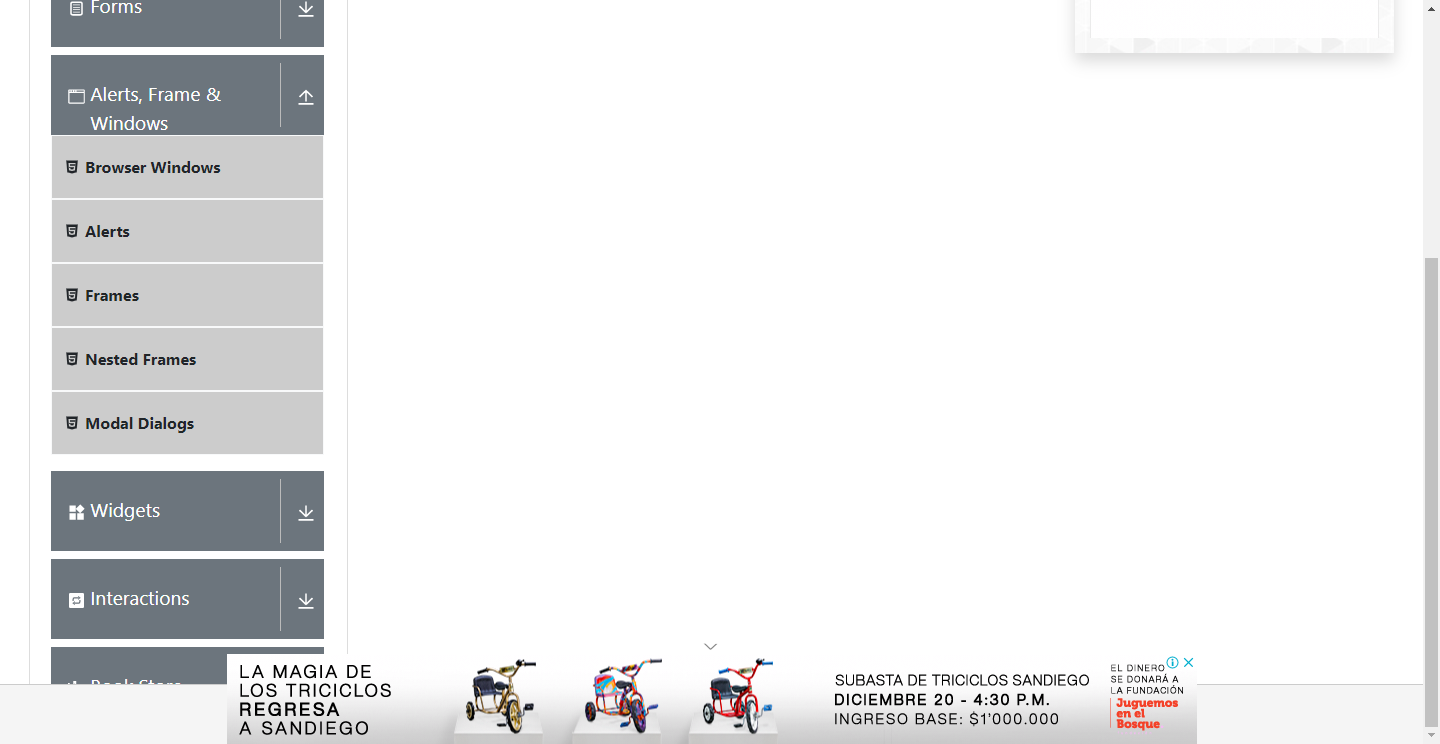 Forms
Alerts, Frame &
Windows
Browser Windows
Alerts
Frames
Nested Frames
Modal Dialogs
Widgets
Interactions
Book Store
LA MAGIA DE
LOS TRICICLOS
REGRESA
A SANDIEGO
SUBASTA DE TRICICLOS SANDIEGO
DICIEMBRE 20 - 4:30 P.M.
INGRESO BASE: $1'000.000
EL DINERO
SE DONARÁ A
LA FUNDACIÓN
Juguemos
en el
Bosque